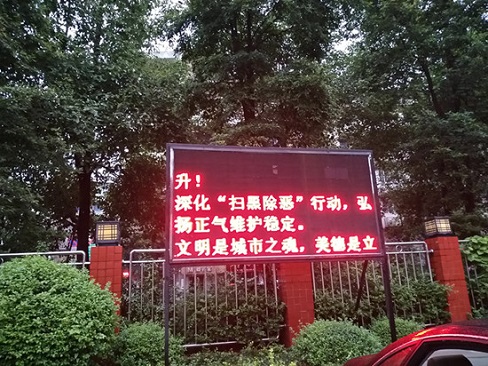 升！
深化“扫黑除恶”行动，弘
扬正气维护稳定。
文明是城市之魂，美德是立